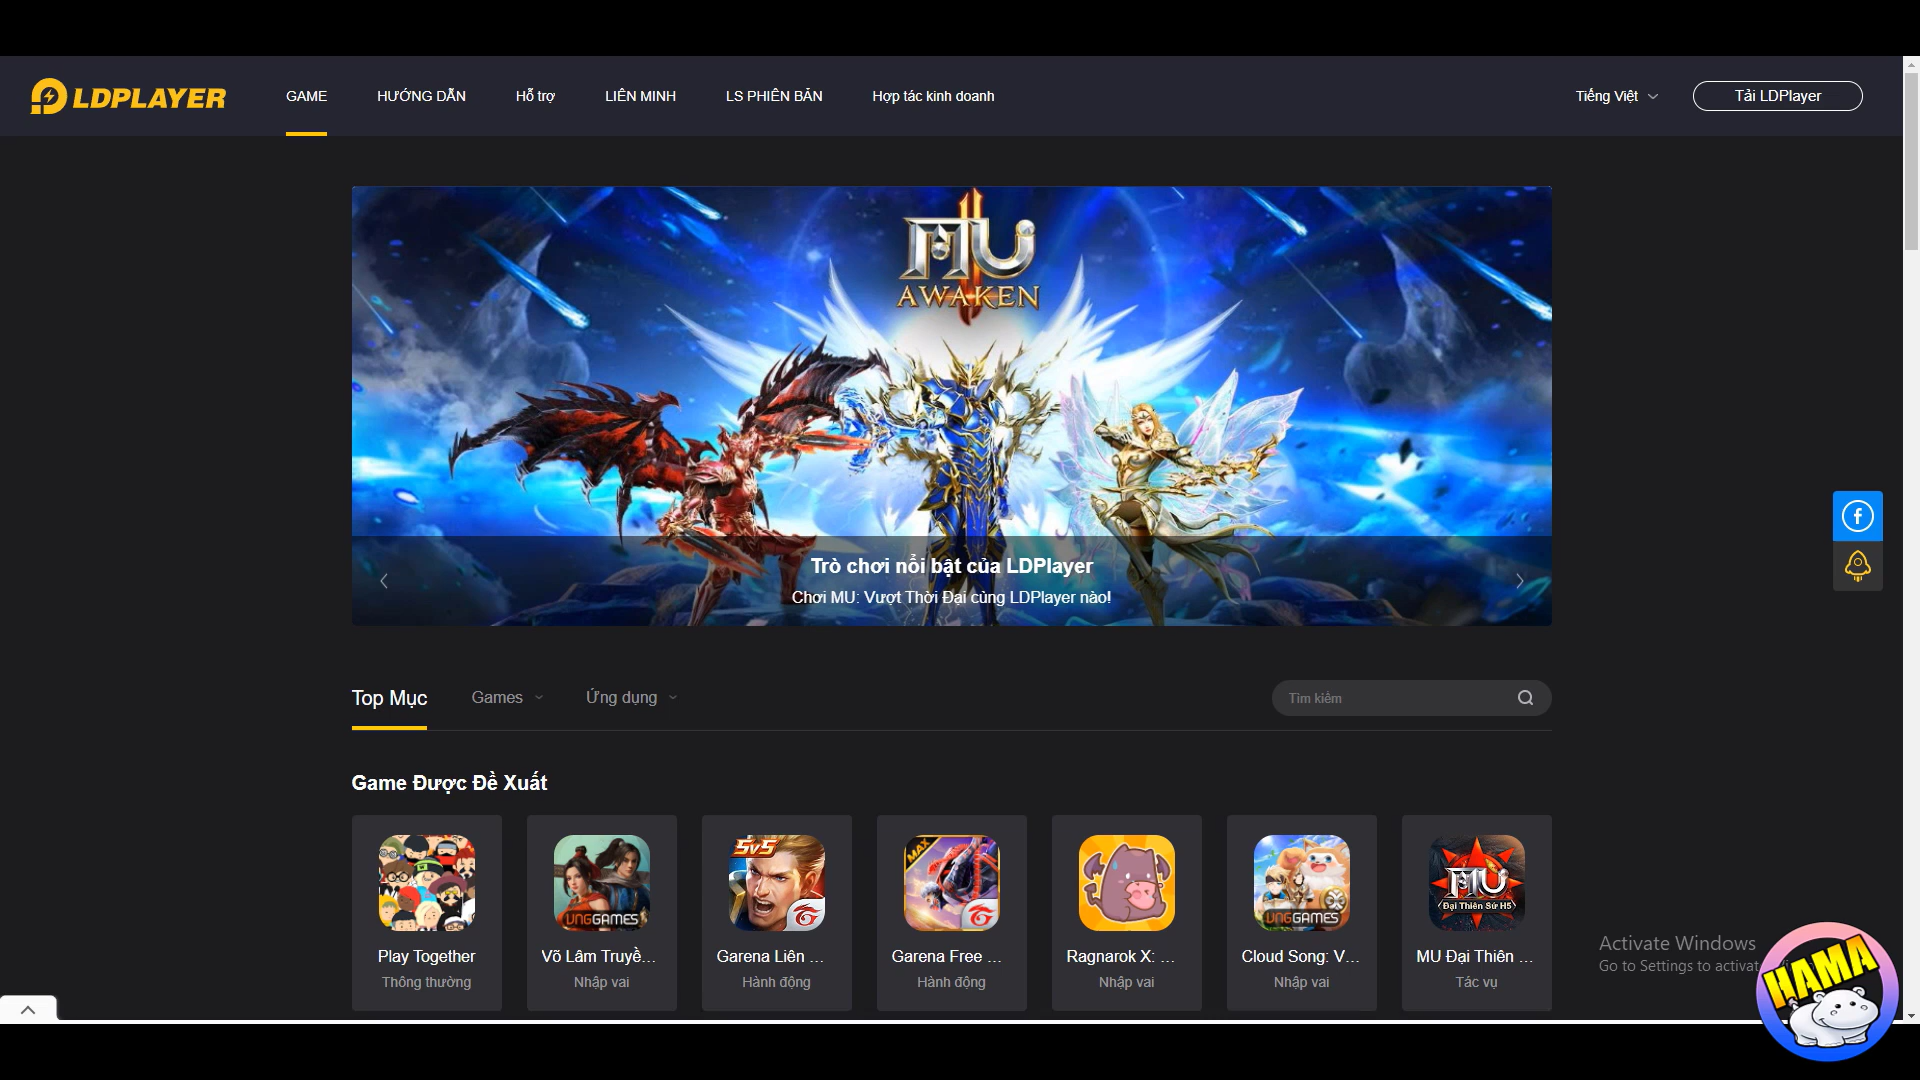 LDPLAYER
GAME
HƯỚNG DẪN
Hỗ trợ
LIÊN MINH
LS PHIÊN BẢN
Hợp tác kinh doanh
Tiếng Việt
Tải LDPlayer
MU
AWAKEN
Trò chơi nổi bật của LDPlayer
Chơi MU: Vượt Thời Đại cùng LDPlayer nào!
Top Mục
Games
Ứng dụng
Tìm kiếm
Game Được Đề Xuất
VNGGAMES
5v5
MAX
VNGGAMES
MU
Đại Thiên Sứ H5
Play Together
Võ Lâm Truyề...
Garena Liên ...
Garena Free ...
Ragnarok X: ...
Cloud Song: V...
MU Đại Thiên ...
Thông thường
Nhập vai
Hành động
Hành động
Nhập vai
Nhập vai
Tác vụ
Activate Windows
Go to Settings to activat
HAMA